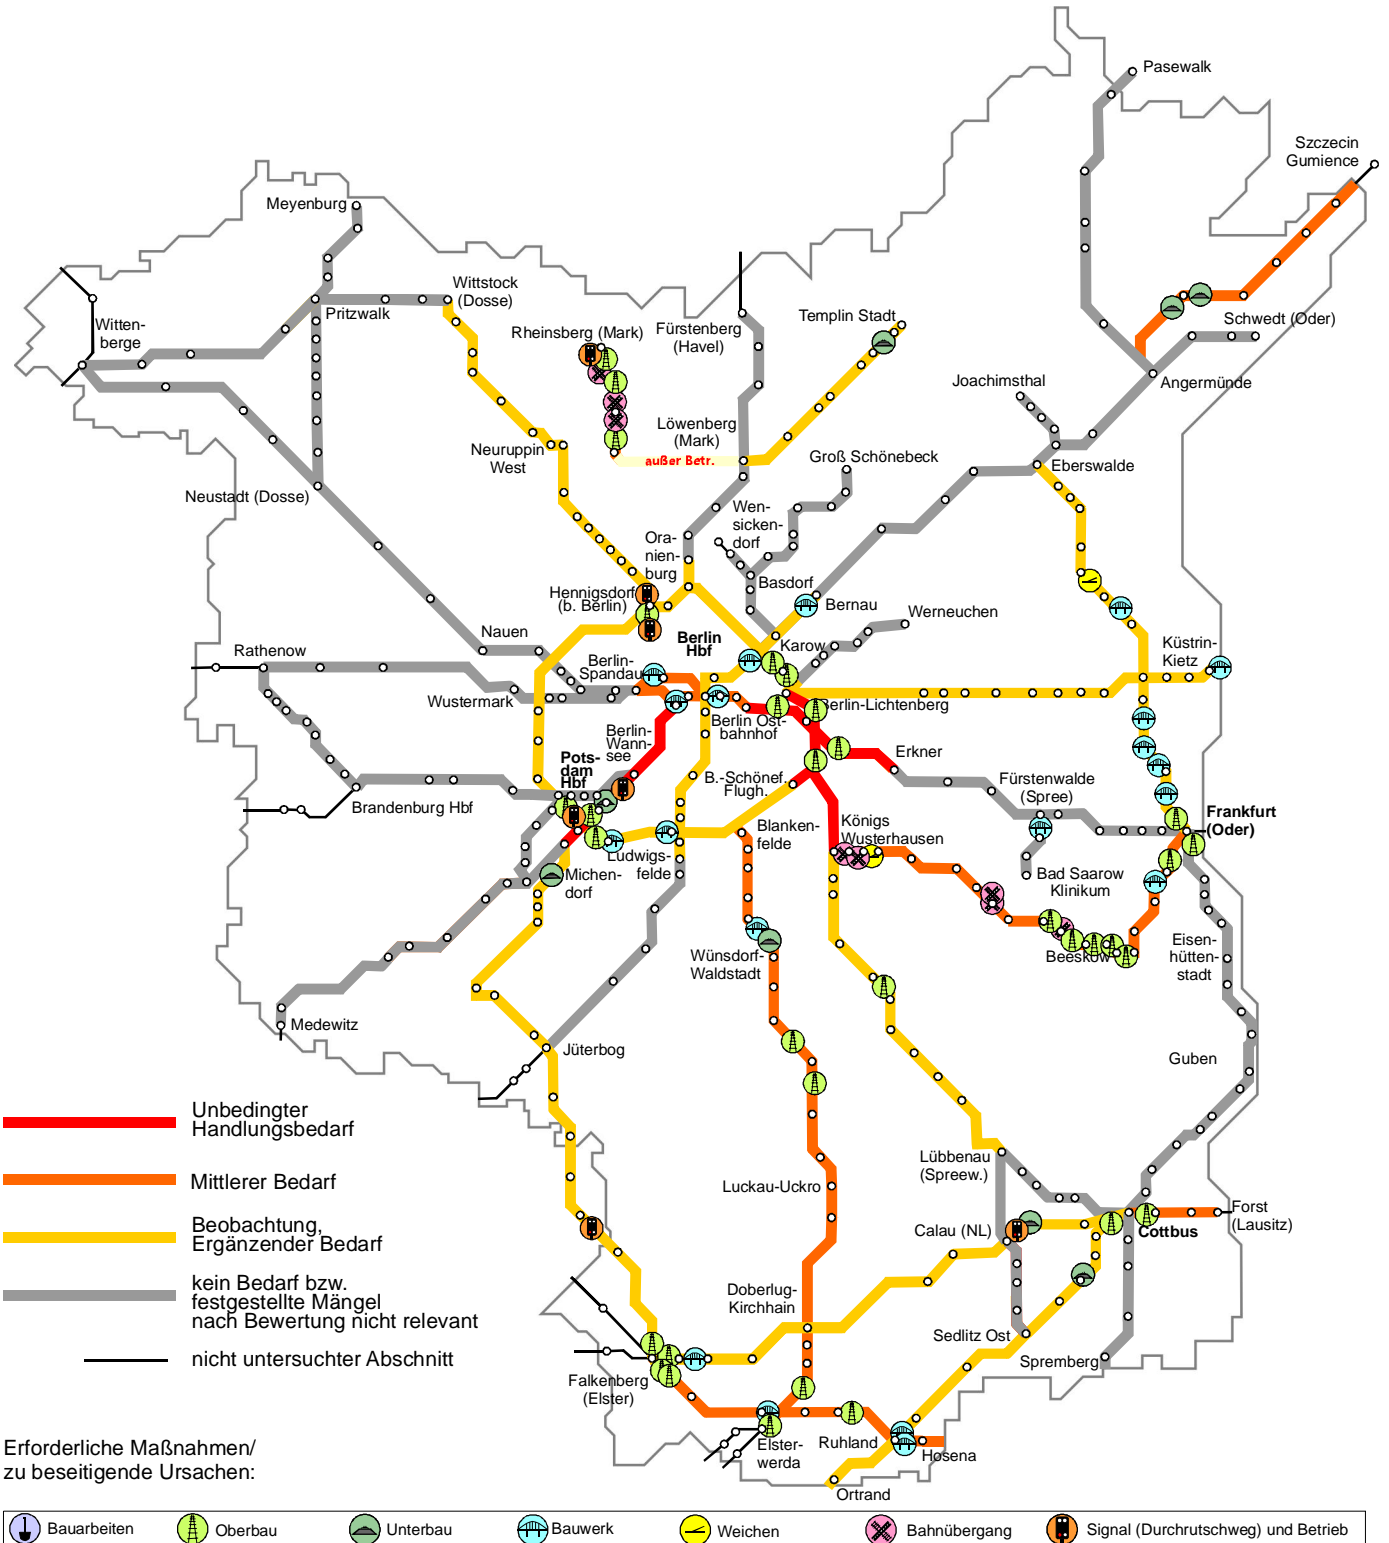 Pasewalk
Szczecin
Gumience
Meyenburg
Wittstock
(Dosse)
Pritzwalk
Witten-
berge
Rheinsberg (Mark)
Fürstenberg
(Havel)
Templin Stadt
Schwedt (Oder)
Joachimsthal
Angermünde
Neuruppin
West
Löwenberg
(Mark)
außer Betr.
Groß Schönebeck
Eberswalde
Neustadt (Dosse)
Wen-
sicken-
dorf
Ora-
nien-
burg
Basdorf
Hennigsdorf
(b. Berlin)
Bernau
Werneuchen
Nauen
Berlin
Hbf
Karow
Küstrin-
Kietz
Rathenow
Berlin-
Spandau
Wustermark
Berlin-Lichtenberg
Berlin Ost-
bahnhof
Berlin-
Wann-
see
Erkner
Pots-
dam
Hbf
B.-Schönef.
Flugh.
Fürstenwalde
(Spree)
Brandenburg Hbf
Blanken-
felde
Königs
Wusterhausen
Frankfurt
(Oder)
Ludwigs-
felde
Michen-
dorf
Bad Saarow
Klinikum
Wünsdorf-
Waldstadt
Beeskow
Eisen-
hütten-
stadt
Medewitz
Jüterbog
Guben
Unbedingter
Handlungsbedarf
Mittlerer Bedarf
Beobachtung,
Ergänzender Bedarf
kein Bedarf bzw.
festgestellte Mängel
nach Bewertung nicht relevant
nicht untersuchter Abschnitt
Lübbenau
(Spreew.)
Luckau-Uckro
Calau (NL)
Forst
(Lausitz)
Cottbus
Doberlug-
Kirchhain
Sedlitz Ost
Spremberg
Falkenberg
(Elster)
Elster-
werda
Ruhland
Hosena
Ortrand
Erforderliche Maßnahmen/
zu beseitigende Ursachen:
Bauarbeiten
Oberbau
Unterbau
Bauwerk
Weichen
Bahnübergang
Signal (Durchrutschweg) und Betrieb